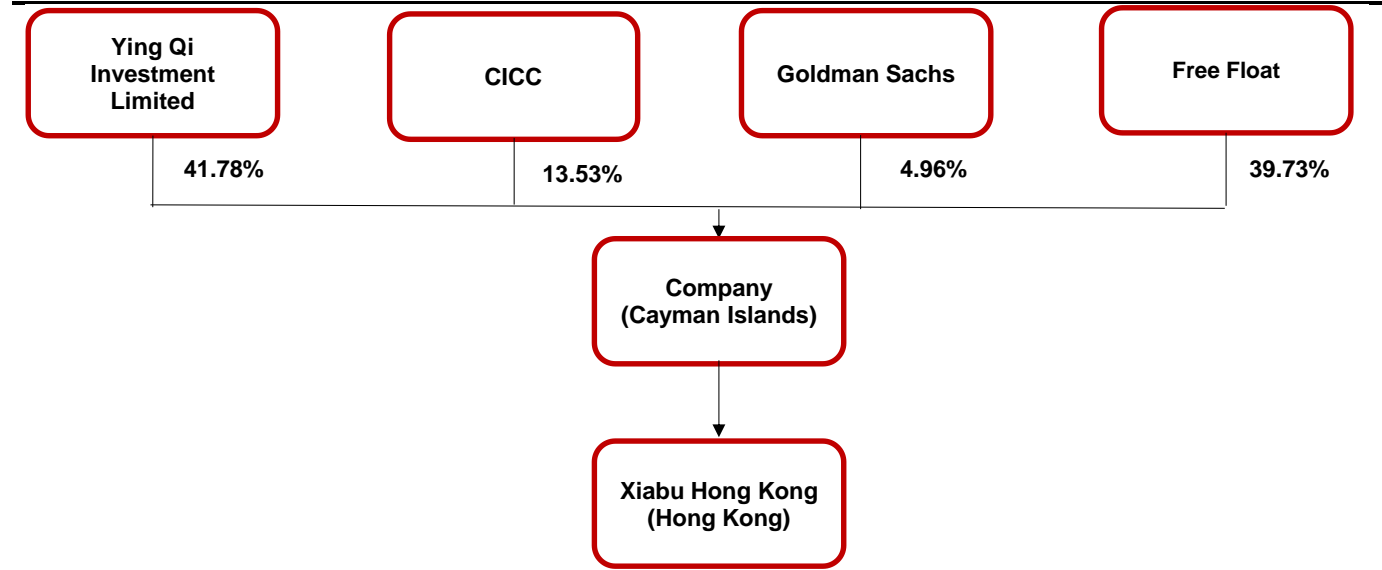 Ying Qi
Investment
Limited
CICC
Goldman Sachs
Free Float
41.78%
13.53%
4.96%
39.73%
Company
(Cayman Islands)
Xiabu Hong Kong
(Hong Kong)